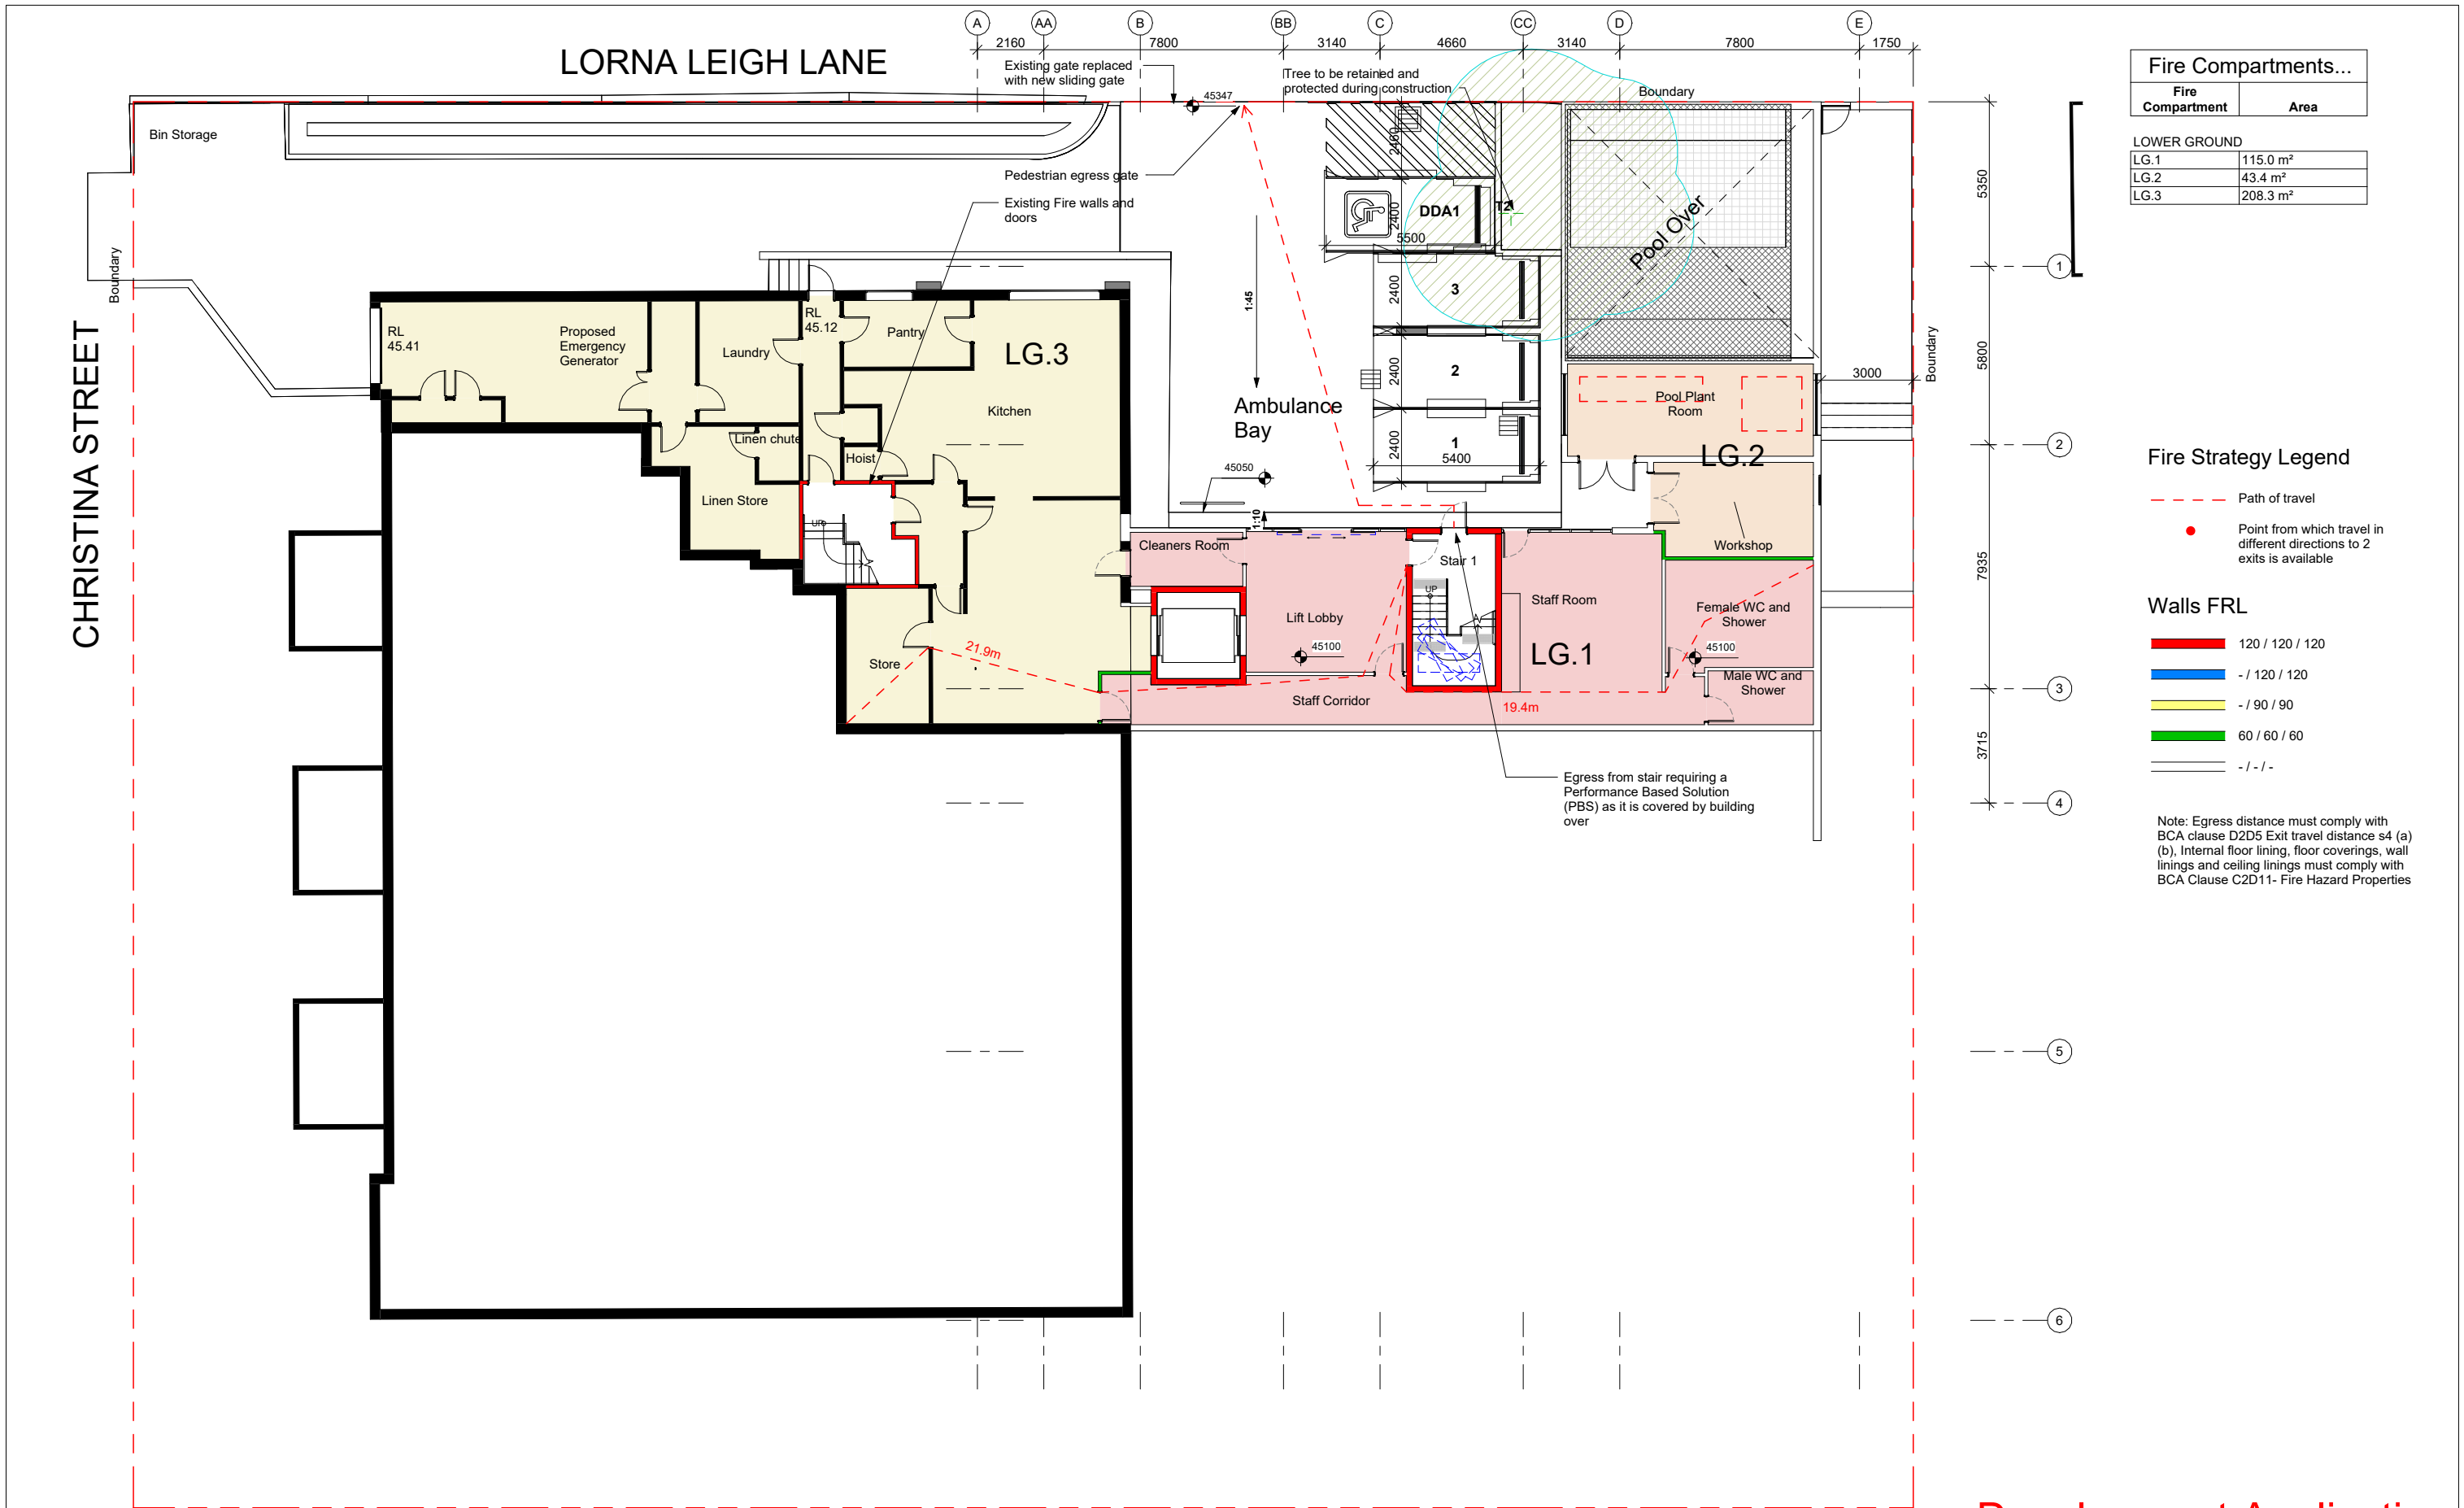 A
AA
B
BB
C
CC
D
E
2160
7800
3140
4660
3140
7800
1750
LORNA LEIGH LANE
Existing gate replaced
with new sliding gate
Tree to be retained and
protected during construction
45347
Boundary
Bin Storage
Pedestrian egress gate
Existing Fire walls and
doors
Boundary
CHRISTINA STREET
2460
DDA1
T2
2400
5500
3
2400
2
2400
1
2400
5400
Pool Over
1:45
Ambulance
Bay
45050
1:10
RL
45.41
Proposed
Emergency
Generator
Laundry
RL
45.12
Pantry
LG.3
Kitchen
Linen chute
Hoist
Linen Store
UP
Store
21.9m
Cleaners Room
Lift Lobby
45100
Stair 1
UP
Staff Room
LG.1
Staff Corridor
19.4m
Pool Plant
Room
LG.2
Workshop
Female WC and
Shower
45100
Male WC and
Shower
3000
Boundary
Egress from stair requiring a
Performance Based Solution
(PBS) as it is covered by building
over
5350
5800
7935
3715
1
2
3
4
5
6
Fire Compartments...
Fire
Compartment
Area
LOWER GROUND
LG.1 115.0 m²
LG.2 43.4 m²
LG.3 208.3 m²
Fire Strategy Legend
Path of travel
Point from which travel in
different directions to 2
exits is available
Walls FRL
120 / 120 / 120
- / 120 / 120
- / 90 / 90
60 / 60 / 60
- / - / -
Note: Egress distance must comply with
BCA clause D2D5 Exit travel distance s4 (a)
(b), Internal floor lining, floor coverings, wall
linings and ceiling linings must comply with
BCA Clause C2D11- Fire Hazard Properties